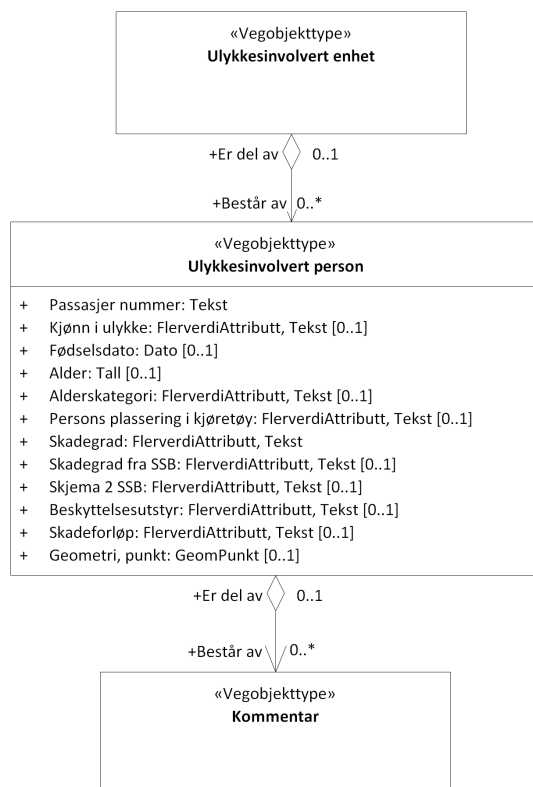 «Vegobjekttype»
Ulykkesinvolvert enhet
+Er del av 0..1
+Består av 0..*
«Vegobjekttype»
Ulykkesinvolvert person
+ Passasjer nummer: Tekst
+ Kjønn i ulykke: FlerverdiAttributt, Tekst [0..1]
+ Fødselsdato: Dato [0..1]
+ Alder: Tall [0..1]
+ Alderskategori: FlerverdiAttributt, Tekst [0..1]
+ Persons plassering i kjøretøy: FlerverdiAttributt, Tekst [0..1]
+ Skadegrad: FlerverdiAttributt, Tekst
+ Skadegrad fra SSB: FlerverdiAttributt, Tekst [0..1]
+ Skjema 2 SSB: FlerverdiAttributt, Tekst [0..1]
+ Beskyttelsesutstyr: FlerverdiAttributt, Tekst [0..1]
+ Skadeforløp: FlerverdiAttributt, Tekst [0..1]
+ Geometri, punkt: GeomPunkt [0..1]
+Er del av 0..1
+Består av 0..*
«Vegobjekttype»
Kommentar